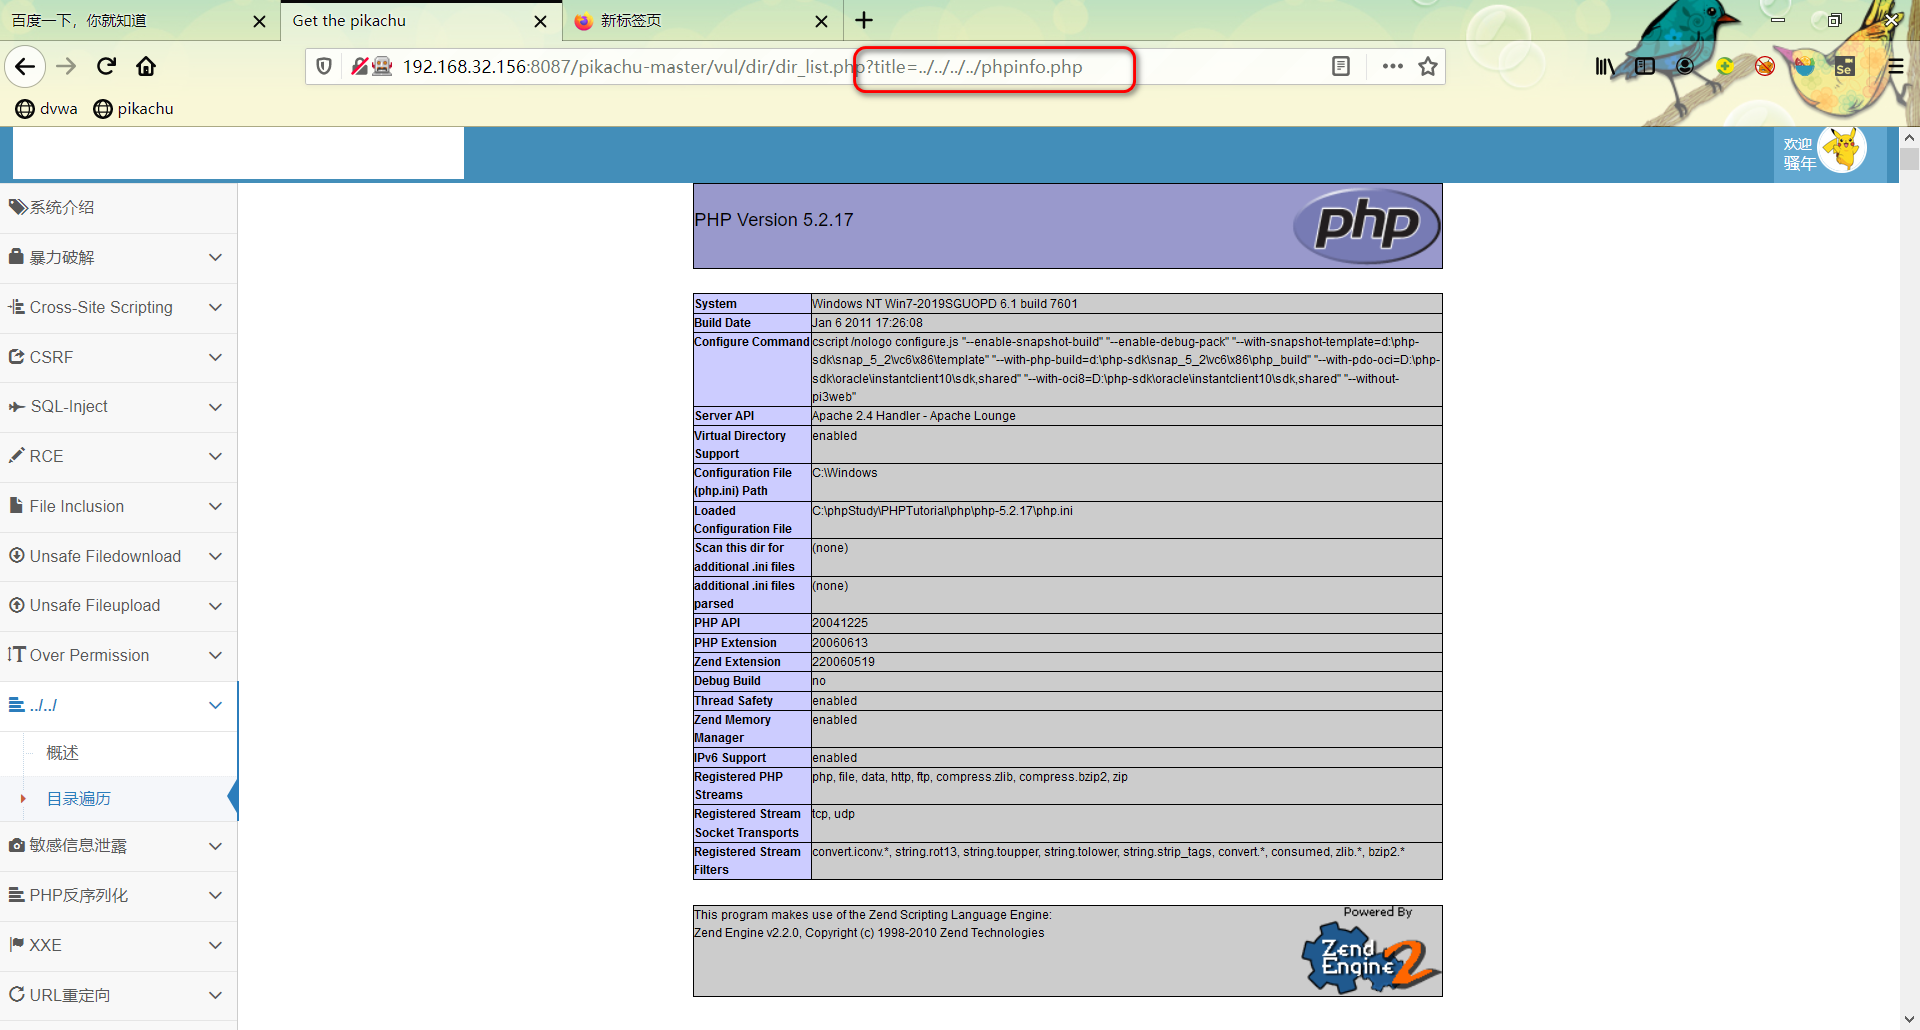 百度一下，你就知道
Get the pikachu
新标签页
192.168.32.156:8087/pikachu-master/vul/dir/dir_list.php?title=../../../../phpinfo.php
Se
dvwa
pikachu
欢迎
骚年
系统介绍
暴力破解
Cross-Site Scripting
CSRF
SQL-Inject
RCE
File Inclusion
Unsafe Filedownload
Unsafe Fileupload
Over Permission
../../
概述
目录遍历
敏感信息泄露
PHP反序列化
XXE
URL重定向
PHP Version 5.2.17
php
System
Windows NT Win7-2019SGUOPD 6.1 build 7601
Build Date
Jan 6 2011 17:26:08
Configure Command
cscript /nologo configure.js "--enable-snapshot-build" "--enable-debug-pack" "--with-snapshot-template=d:\php-
sdk\snap_5_2\vc6\x86\template" "--with-php-build=d:\php-sdk\snap_5_2\vc6\x86\php_build" "--with-pdo-oci=D:\php-
sdk\oracle\instantclient10\sdk,shared" "--with-oci8=D:\php-sdk\oracle\instantclient10\sdk,shared" "--without-
pi3web"
Server API
Apache 2.4 Handler - Apache Lounge
Virtual Directory
Support
enabled
Configuration File
(php.ini) Path
C:\Windows
Loaded
Configuration File
C:\phpStudy\PHPTutorial\php\php-5.2.17\php.ini
Scan this dir for
additional .ini files
(none)
additional .ini files
parsed
(none)
PHP API
20041225
PHP Extension
20060613
Zend Extension
220060519
Debug Build
no
Thread Safety
enabled
Zend Memory
Manager
enabled
IPv6 Support
enabled
Registered PHP
Streams
php, file, data, http, ftp, compress.zlib, compress.bzip2, zip
Registered Stream
Socket Transports
tcp, udp
Registered Stream
Filters
convert.iconv.*, string.rot13, string.toupper, string.tolower, string.strip_tags, convert.*, consumed, zlib.*, bzip2.*
This program makes use of the Zend Scripting Language Engine:
Zend Engine v2.2.0, Copyright (c) 1998-2010 Zend Technologies
Powered By
Zend
Engine 2